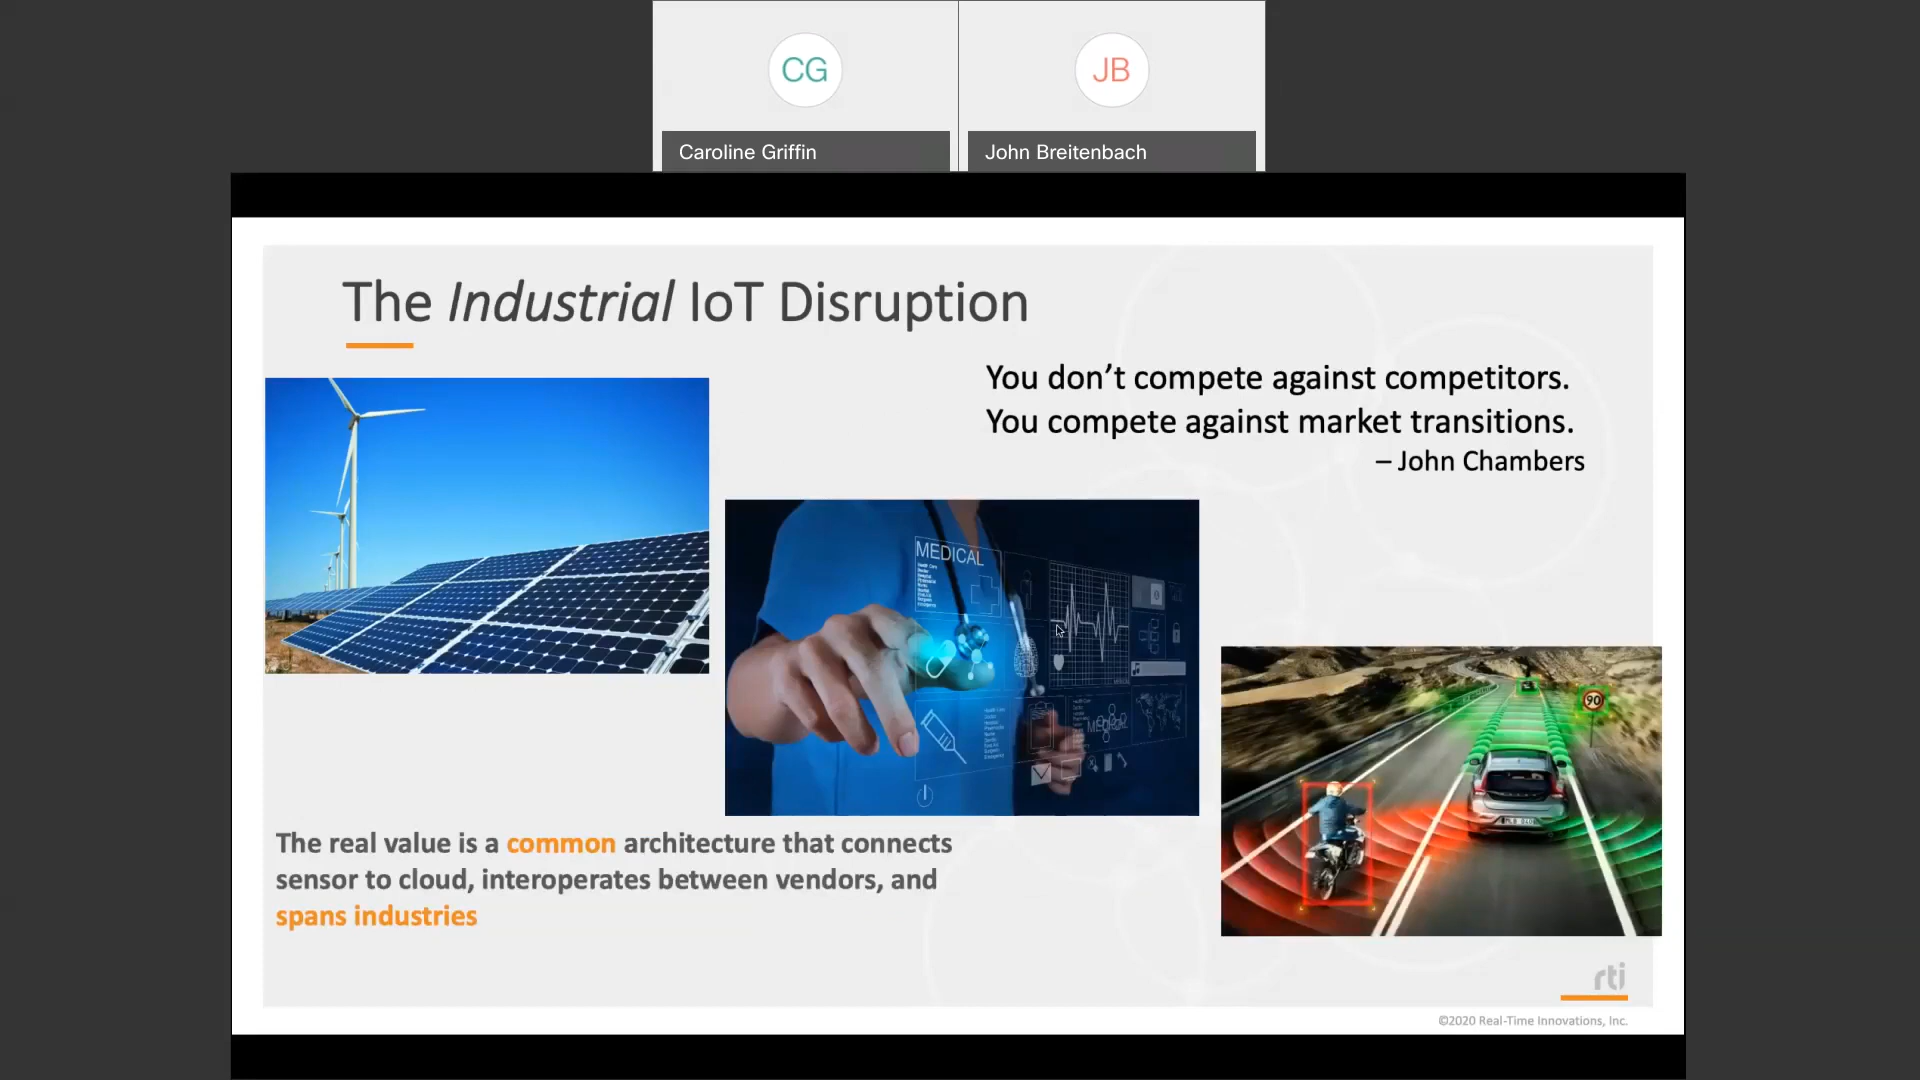 CG
JB
Caroline Griffin
John Breitenbach
The Industrial IoT Disruption
You don’t compete against competitors.
You compete against market transitions.
– John Chambers
MEDICAL
90
The real value is a common architecture that connects
sensor to cloud, interoperates between vendors, and
spans industries
rti
©2020 Real-Time Innovations, Inc.